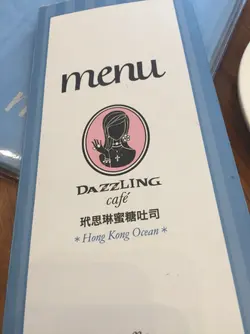 menu
DAZZLING
café
玳思琳蜜糖吐司
* Hong Kong Ocean *